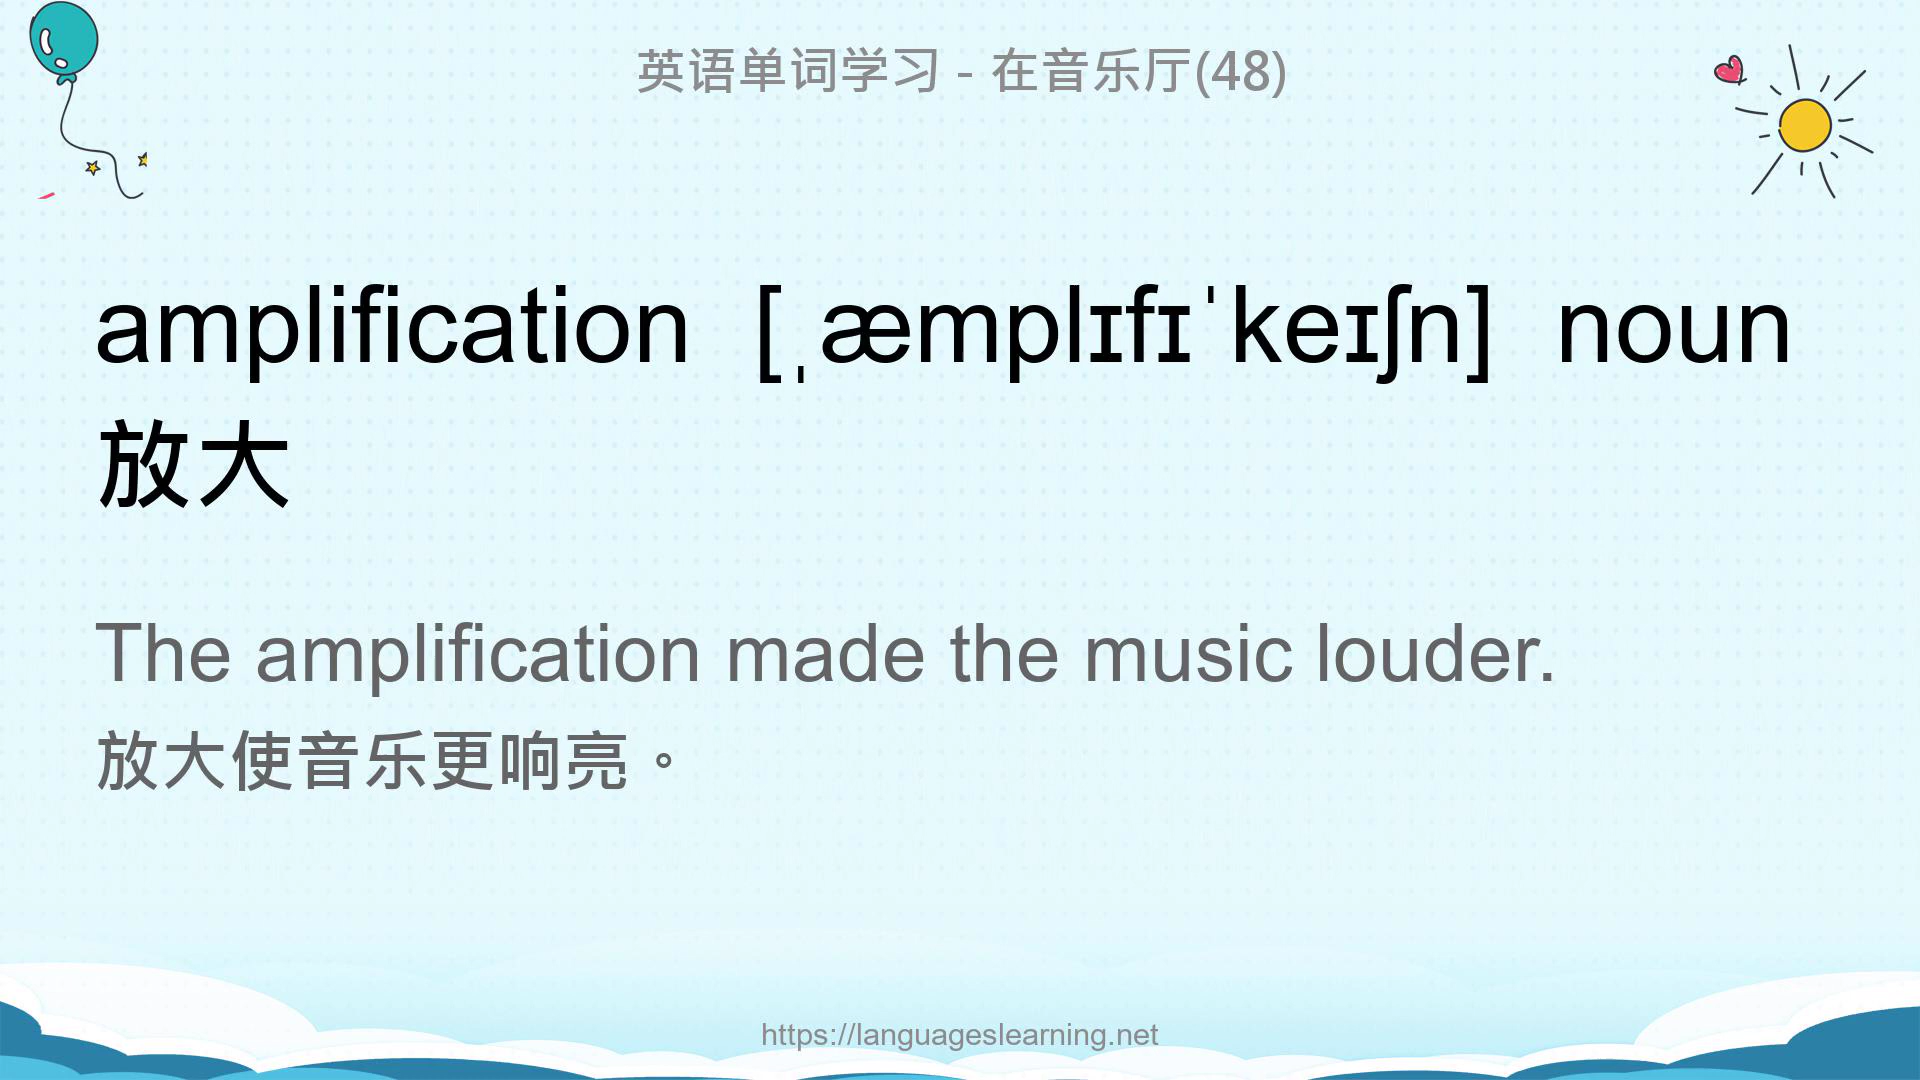 英语单词学习 - 在音乐厅(48)
amplification [ˌæmplɪfɪˈkeɪʃn] noun
放大
The amplification made the music louder.
放大使音乐更响亮。
https://languageslearning.net